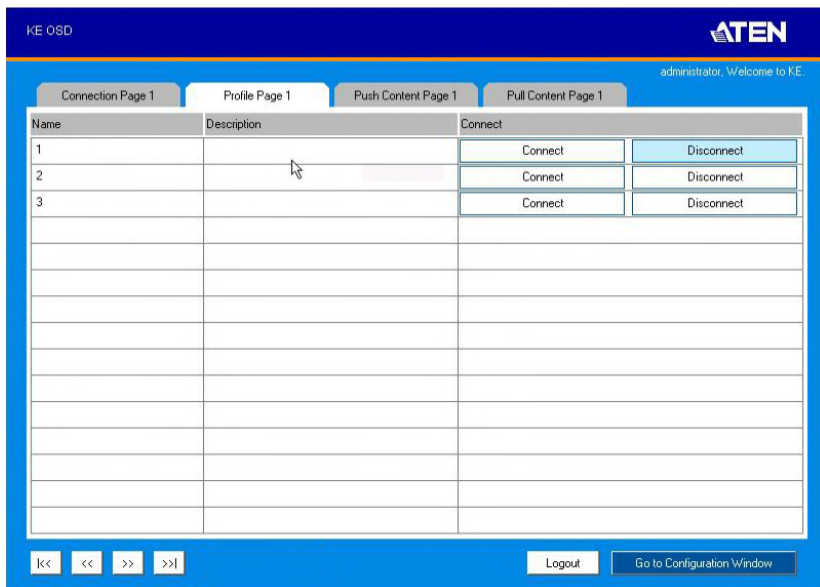 KE OSD
ATEN
administrator, Welcome to KE.
Connection Page 1 Profile Page 1 Push Content Page 1 Pull Content Page 1
Name Description Connect
1 Connect Disconnect
2 Connect Disconnect
3 Connect Disconnect
|<< << >> >>| Logout Go to Configuration Window